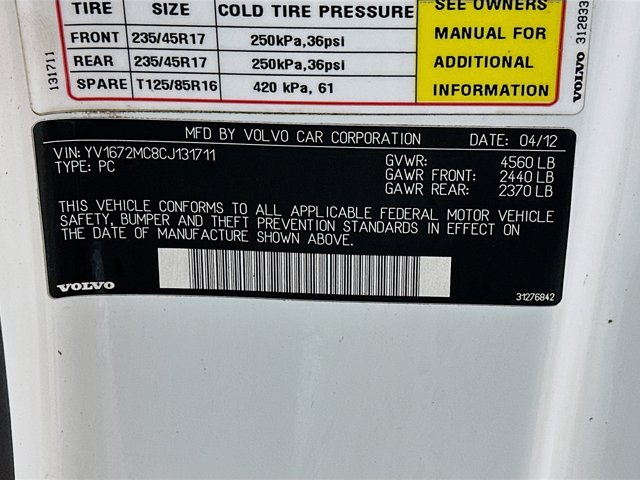 TIRE SIZE COLD TIRE PRESSURE SEE OWNERS
FRONT 235/45R17 250kPa,36psi MANUAL FOR
REAR 235/45R17 250kPa,36psi ADDITIONAL
SPARE T125/85R16 420 kPa, 61 INFORMATION
131711
VOLVO 312833
MFD BY VOLVO CAR CORPORATION DATE: 04/12
VIN: YV1672MC8CJ131711 GVWR: 4560 LB
TYPE: PC GAWR FRONT: 2440 LB
GAWR REAR: 2370 LB
THIS VEHICLE CONFORMS TO ALL APPLICABLE FEDERAL MOTOR VEHICLE
SAFETY, BUMPER AND THEFT PREVENTION STANDARDS IN EFFECT ON
THE DATE OF MANUFACTURE SHOWN ABOVE.
VOLVO 31276842